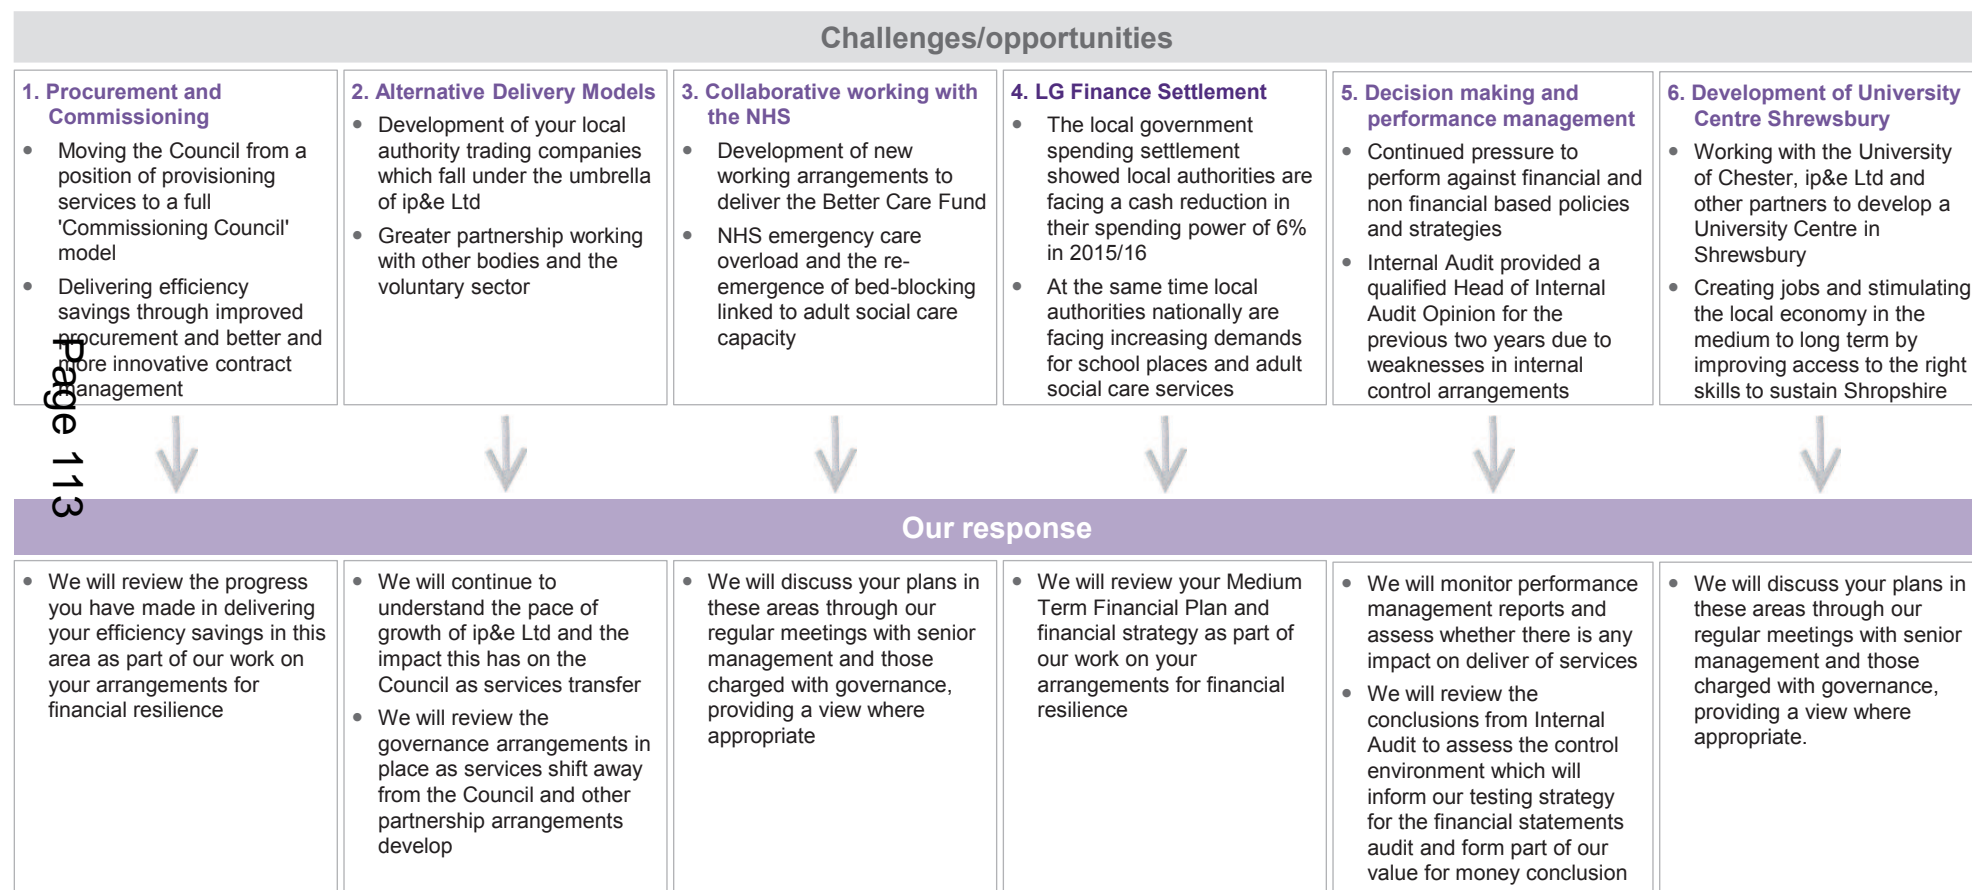 Challenges/opportunities
1. Procurement and
Commissioning
• Moving the Council from a
position of provisioning
services to a full
'Commissioning Council'
model
• Delivering efficiency
savings through improved
procurement and better and
more innovative contract
management
2. Alternative Delivery Models
• Development of your local
authority trading companies
which fall under the umbrella
of ip&e Ltd
• Greater partnership working
with other bodies and the
voluntary sector
3. Collaborative working with
the NHS
• Development of new
working arrangements to
deliver the Better Care Fund
• NHS emergency care
overload and the re-
emergence of bed-blocking
linked to adult social care
capacity
4. LG Finance Settlement
• The local government
spending settlement
showed local authorities are
facing a cash reduction in
their spending power of 6%
in 2015/16
• At the same time local
authorities nationally are
facing increasing demands
for school places and adult
social care services
5. Decision making and
performance management
• Continued pressure to
perform against financial and
non financial based policies
and strategies
• Internal Audit provided a
qualified Head of Internal
Audit Opinion for the
previous two years due to
weaknesses in internal
control arrangements
6. Development of University
Centre Shrewsbury
• Working with the University
of Chester, ip&e Ltd and
other partners to develop a
University Centre in
Shrewsbury
• Creating jobs and stimulating
the local economy in the
medium to long term by
improving access to the right
skills to sustain Shropshire
Page 113
Our response
• We will review the progress
you have made in delivering
your efficiency savings in this
area as part of our work on
your arrangements for
financial resilience
• We will continue to
understand the pace of
growth of ip&e Ltd and the
impact this has on the
Council as services transfer
• We will review the
governance arrangements in
place as services shift away
from the Council and other
partnership arrangements
develop
• We will discuss your plans in
these areas through our
regular meetings with senior
management and those
charged with governance,
providing a view where
appropriate
• We will review your Medium
Term Financial Plan and
financial strategy as part of
our work on your
arrangements for financial
resilience
• We will monitor performance
management reports and
assess whether there is any
impact on deliver of services
• We will review the
conclusions from Internal
Audit to assess the control
environment which will
inform our testing strategy
for the financial statements
audit and form part of our
value for money conclusion
• We will discuss your plans in
these areas through our
regular meetings with senior
management and those
charged with governance,
providing a view where
appropriate.